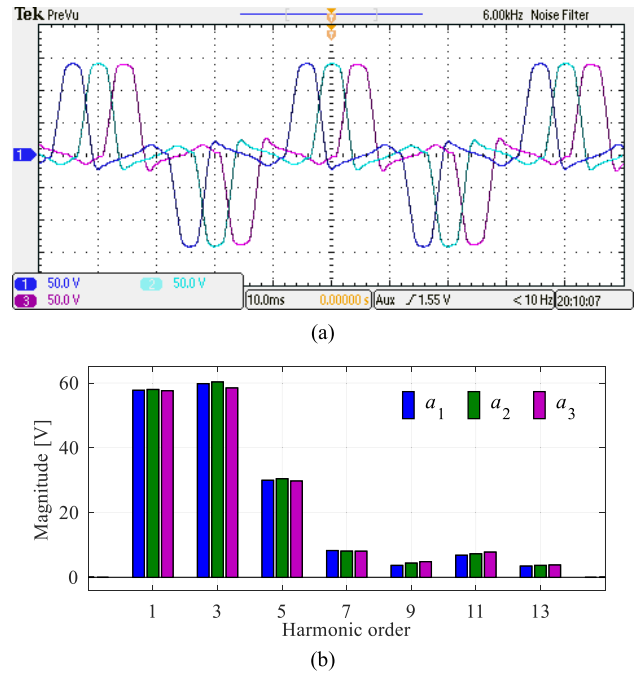 Tek PreVu 6.00kHz Noise Filter
T
T
1
1 50.0 V 2 50.0 V
3 50.0 V
10.0ms 0.00000 s Aux 1.55 V <10 Hz 20:10:07
(a)
60
40
20
0
Magnitude [V]
a1 a2 a3
1 3 5 7 9 11 13
Harmonic order
(b)